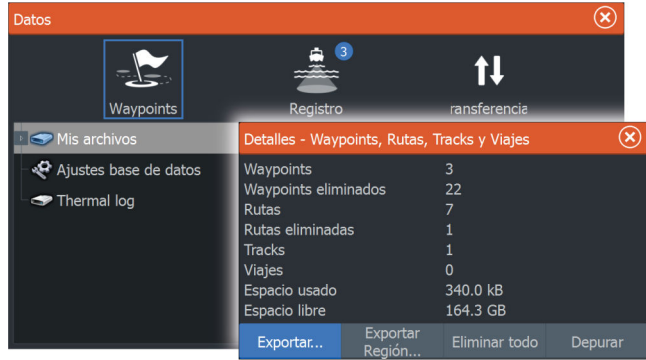 Datos
3
Waypoints
Registro
ransferencia
Mis archivos
Ajustes base de datos
Thermal log
Detalles - Waypoints, Rutas, Tracks y Viajes
Waypoints 3
Waypoints eliminados 22
Rutas 7
Rutas eliminadas 1
Tracks 1
Viajes 0
Espacio usado 340.0 kB
Espacio libre 164.3 GB
Exportar...
Exportar
Región...
Eliminar todo
Depurar